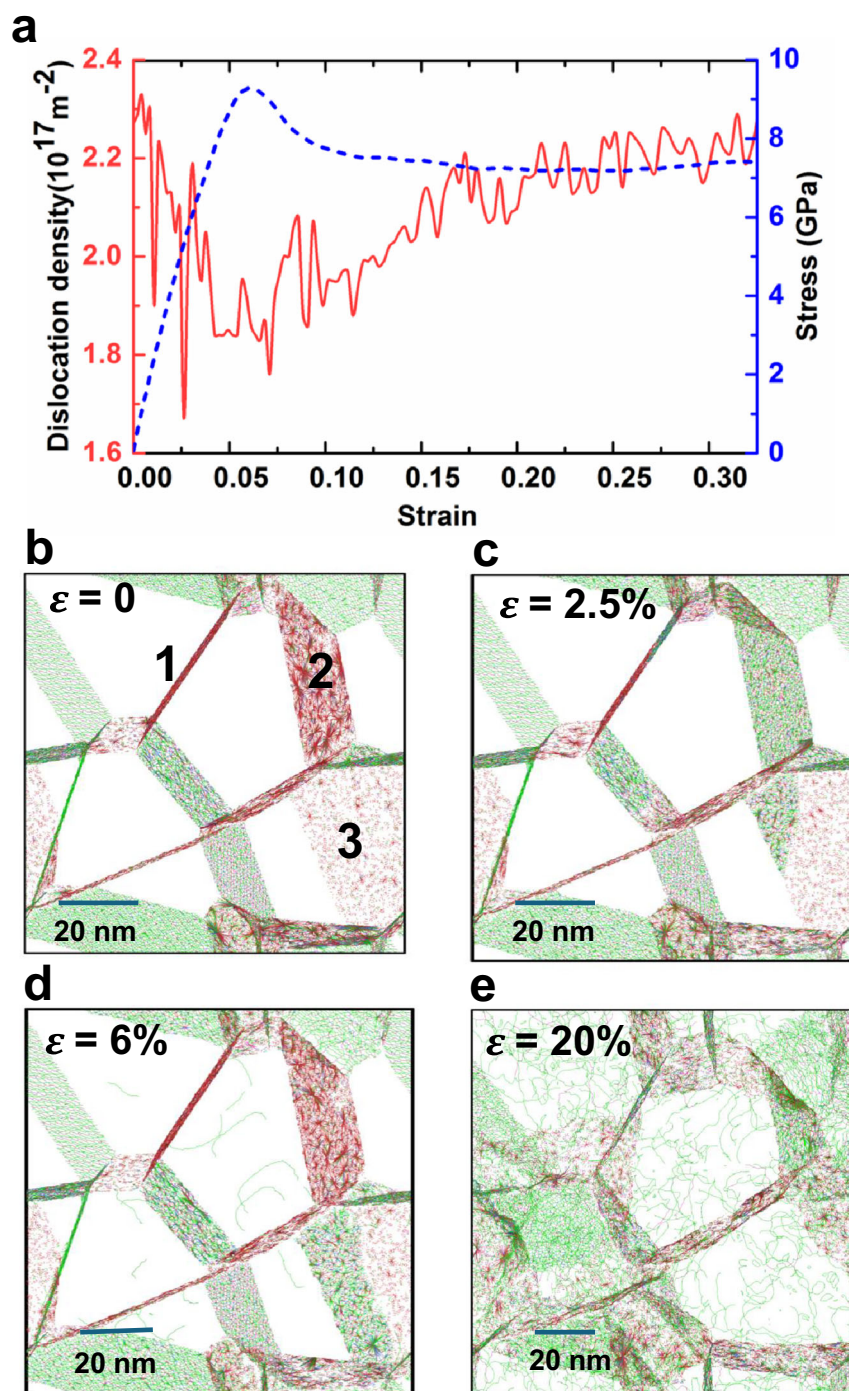 a
2.4
2.2
2.0
1.8
1.6
Dislocation density(10¹⁷m⁻²)
10
8
6
4
2
0
Stress (GPa)
0.00 0.05 0.10 0.15 0.20 0.25 0.30
Strain
b
ε = 0
1
2
3
20 nm
c
ε = 2.5%
20 nm
d
ε = 6%
20 nm
e
ε = 20%
20 nm